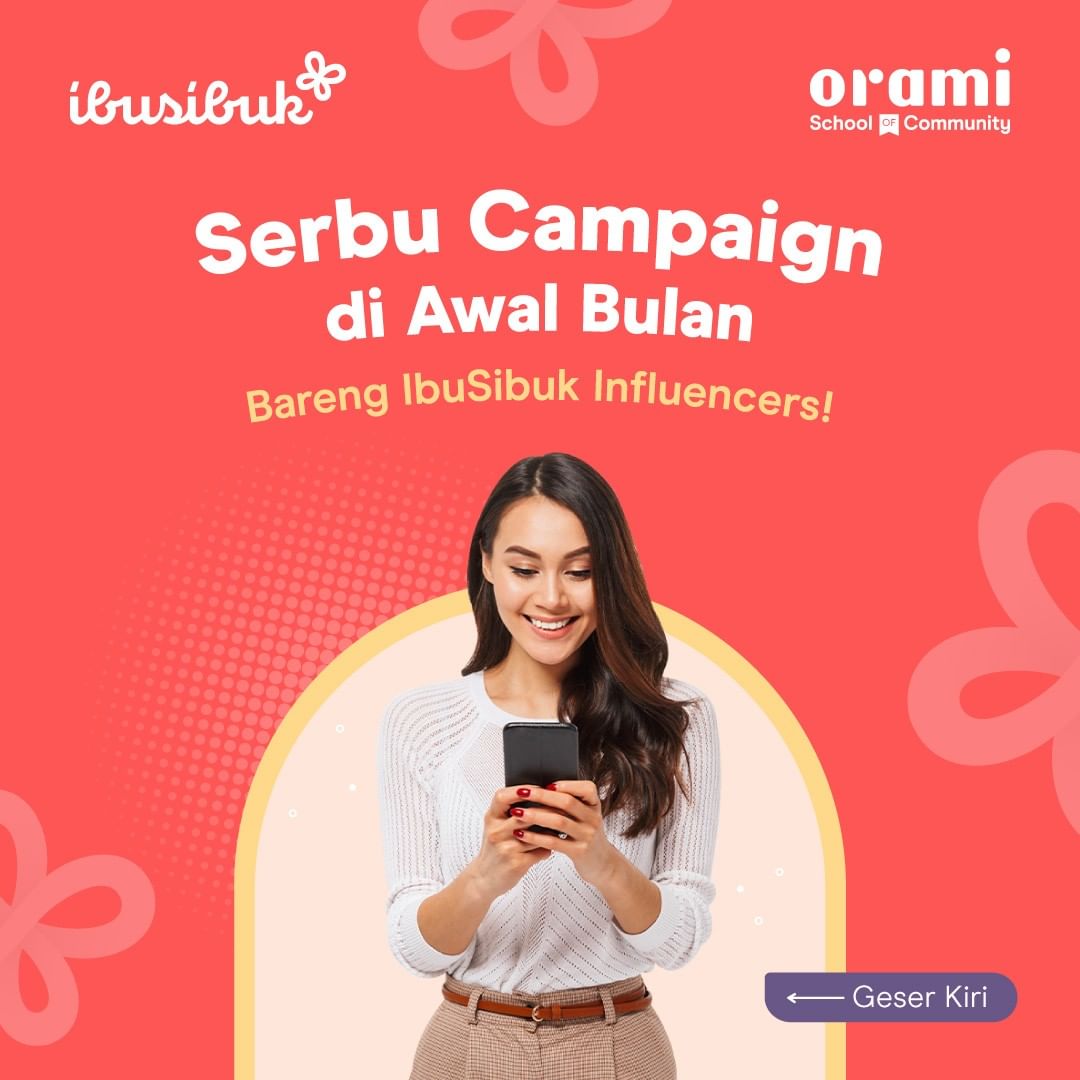 ibusibuk
orami
School OF Community
Serbu Campaign
di Awal Bulan
Bareng IbuSibuk Influencers!
Geser Kiri